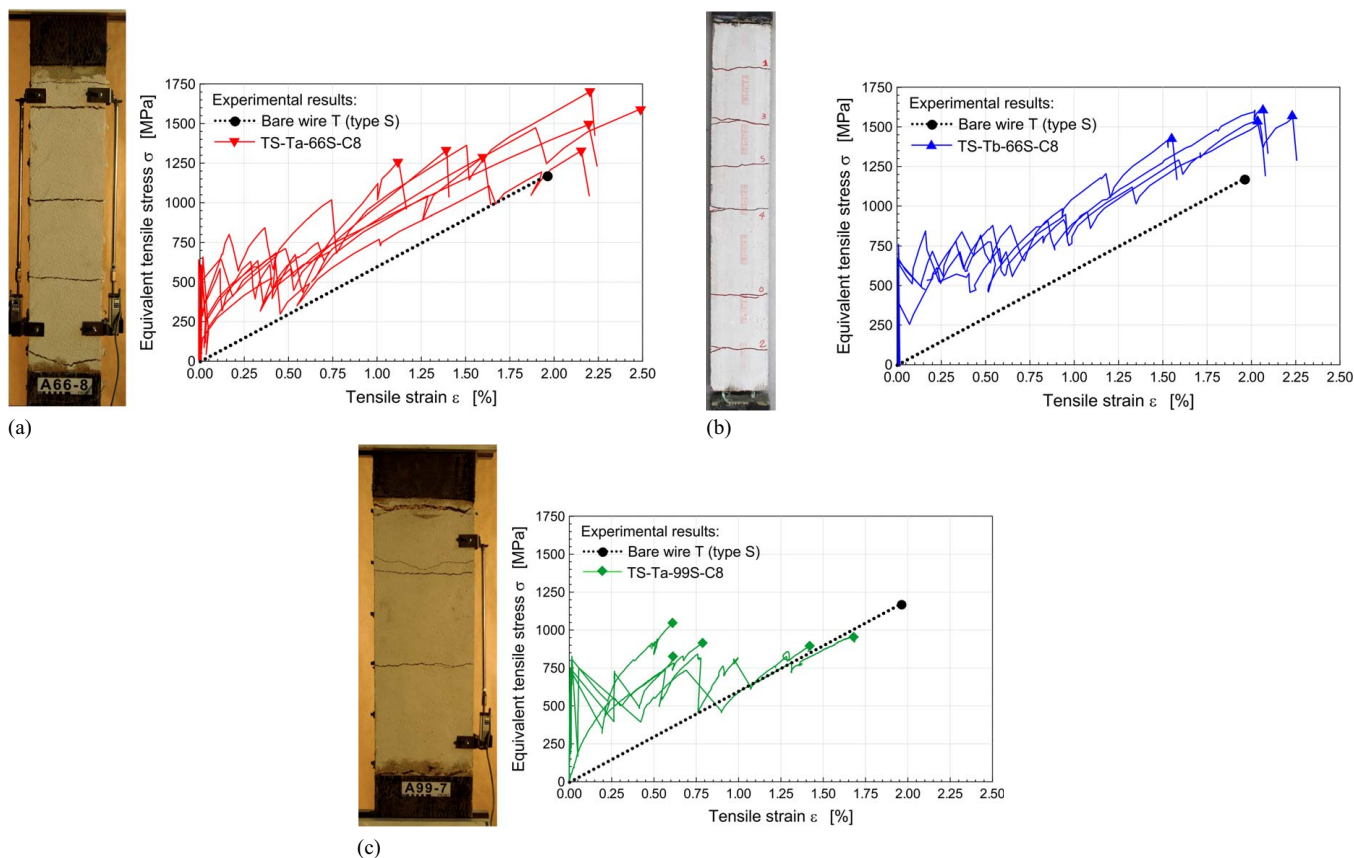 1750
1500
1250
1000
750
500
250
0
Equivalent tensile stress σ [MPa]
Experimental results:
Bare wire T (type S)
TS-Ta-66S-C8
0.00 0.25 0.50 0.75 1.00 1.25 1.50 1.75 2.00 2.25 2.50
Tensile strain ε [%]
A66-8
(a)
1
3
5
4
0
2
1750
1500
1250
1000
750
500
250
0
Equivalent tensile stress σ [MPa]
Experimental results:
Bare wire T (type S)
TS-Tb-66S-C8
0.00 0.25 0.50 0.75 1.00 1.25 1.50 1.75 2.00 2.25 2.50
Tensile strain ε [%]
(b)
A99-7
1750
1500
1250
1000
750
500
250
0
Equivalent tensile stress σ [MPa]
Experimental results:
Bare wire T (type S)
TS-Ta-99S-C8
0.00 0.25 0.50 0.75 1.00 1.25 1.50 1.75 2.00 2.25 2.50
Tensile strain ε [%]
(c)